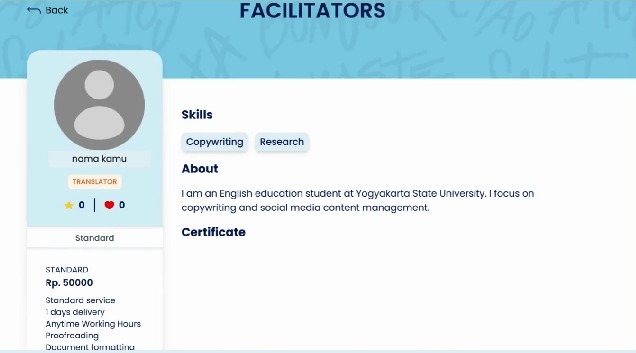 Back
FACILITATORS
nama kamu
TRANSLATOR
0 | 0
Standard
STANDARD
Rp. 50000
Standard service
1 days delivery
Anytime Working Hours
Proofreading
Document formatting
Skills
Copywriting Research
About
I am an English education student at Yogyakarta State University. I focus on
copywriting and social media content management.
Certificate